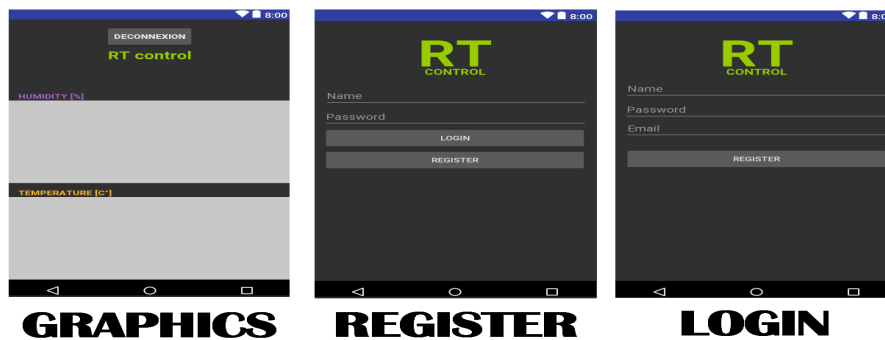 8:00
DECONNEXION
RT control
HUMIDITY [%]
TEMPERATURE [C°]
GRAPHICS
8:00
RT
CONTROL
Name
Password
LOGIN
REGISTER
REGISTER
8:00
RT
CONTROL
Name
Password
Email
REGISTER
LOGIN